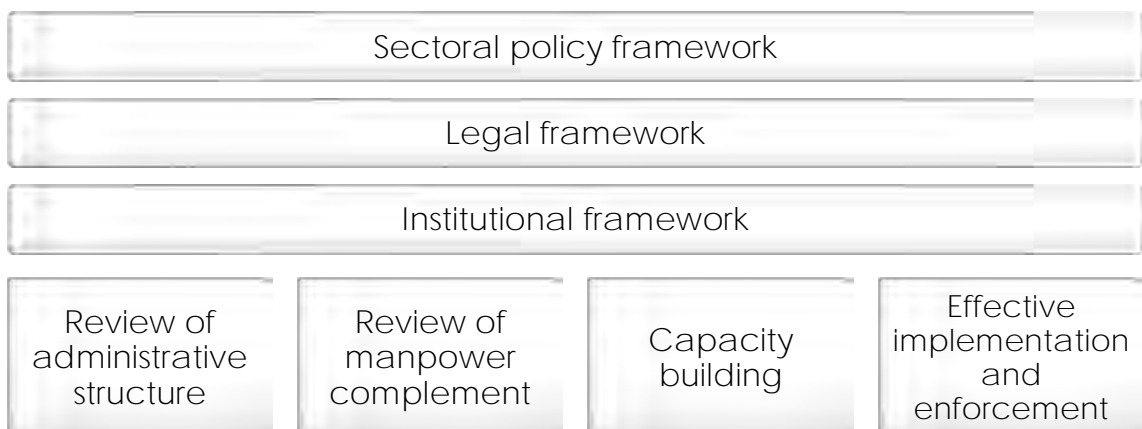 Sectoral policy framework
Legal framework
Institutional framework
Review of
administrative
structure
Review of
manpower
complement
Capacity
building
Effective
implementation
and
enforcement